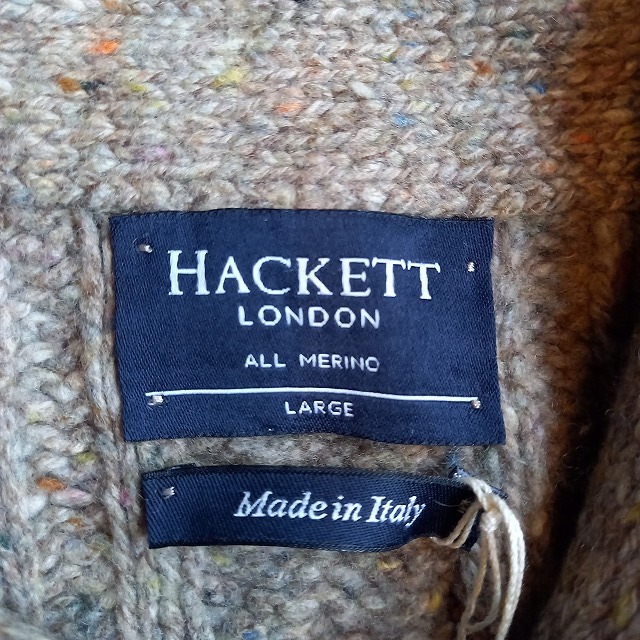 HACKETT
LONDON
ALL MERINO
LARGE
Made in Italy